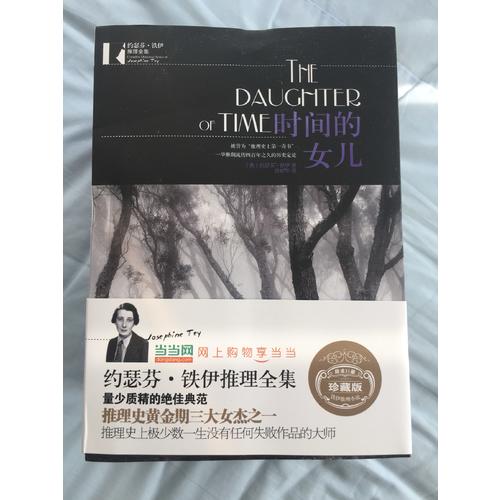 约瑟芬·铁伊
推理全集
Josephine Tey
THE
DAUGHTER
OF TIME 时间的
女儿
被誉为“推理史上第一奇书”
一举推翻流传四百年之久的历史定论
Josephine Tey
当当网 网上购物享当当
dangdang.com
约瑟芬·铁伊推理全集
量少质精的绝佳典范
推理史黄金期三大女杰之一
推理史上极少数一生没有任何失败作品的大师
珍藏版